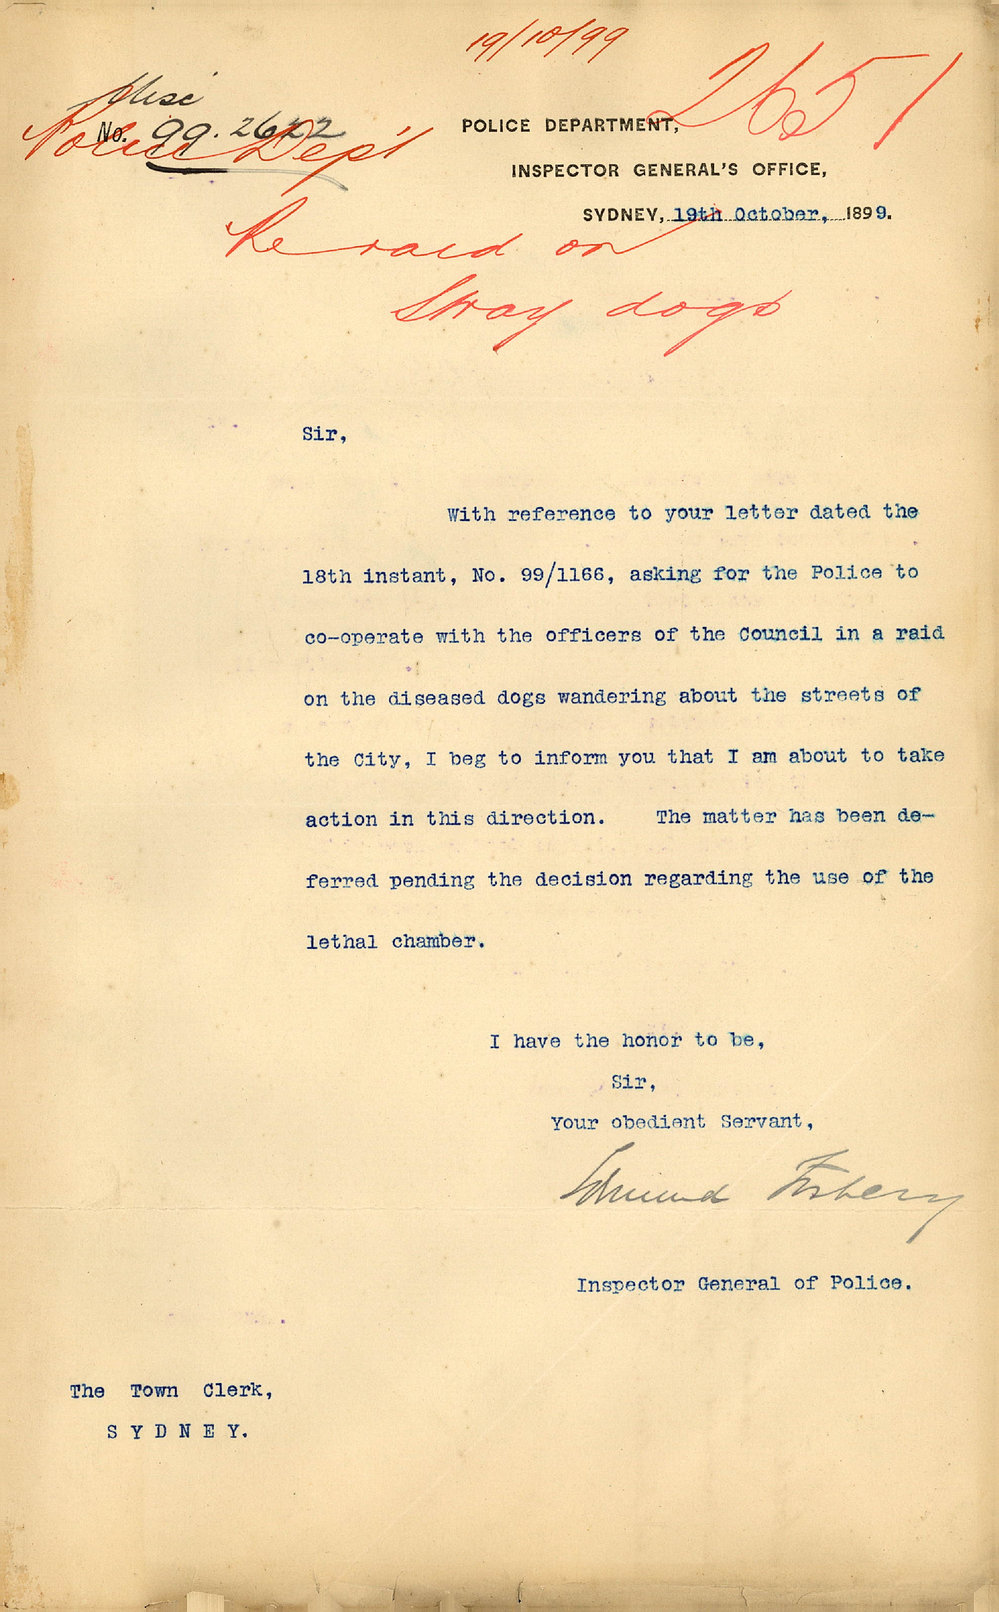 19/10/99
2651
Misc
No. 99.2622
Police Dep't
POLICE DEPARTMENT,
INSPECTOR GENERAL'S OFFICE,
SYDNEY, 19th October, 1899.
Re raid on
Stray dogs
Sir,
With reference to your letter dated the
18th instant, No. 99/1166, asking for the Police to
co-operate with the officers of the Council in a raid
on the diseased dogs wandering about the streets of
the City, I beg to inform you that I am about to take
action in this direction. The matter has been de-
ferred pending the decision regarding the use of the
lethal chamber.
I have the honor to be,
Sir,
Your obedient Servant,
Edmund Fosbery
Inspector General of Police.
The Town Clerk,
SYDNEY.